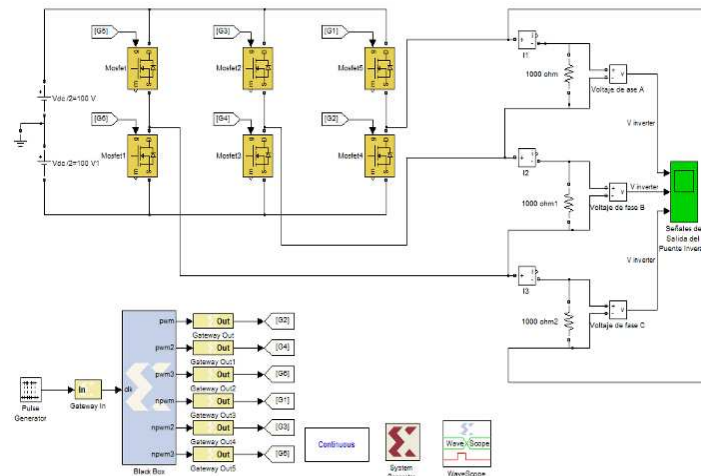 [G5]
[G3]
[G1]
Mosfet
Mosfet2
Mosfet5
Vdc /2=100 V
[G6]
[G4]
[G2]
Mosfet1
Mosfet3
Mosfet4
Vdc /2=100 V1
I1
1000 ohm
Voltaje de ase A
V inverter
I2
1000 ohm1
Voltaje de fase B
V inverter
Señales de
Salida del
Puente Invers
V inverter
I3
1000 ohm2
Voltaje de fase C
Pulse
Generator
In
Gateway In
clk
pwm
pwm2
pwm3
npwm
npwm2
npwm3
Black Box
Out
Gateway Out
[G2]
Out
Gateway Out1
[G4]
Out
Gateway Out2
[G6]
Out
Gateway Out3
[G1]
Out
Gateway Out4
[G3]
Out
Gateway Out5
[G5]
Continuous
System
Wave Scope
WaveScope